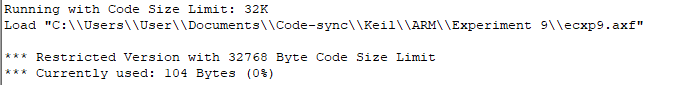 Running with Code Size Limit: 32K
Load "C:\\Users\\User\\Documents\\Code-sync\\Keil\\ARM\\Experiment 9\\ecxp9.axf"
*** Restricted Version with 32768 Byte Code Size Limit
*** Currently used: 104 Bytes (0%)